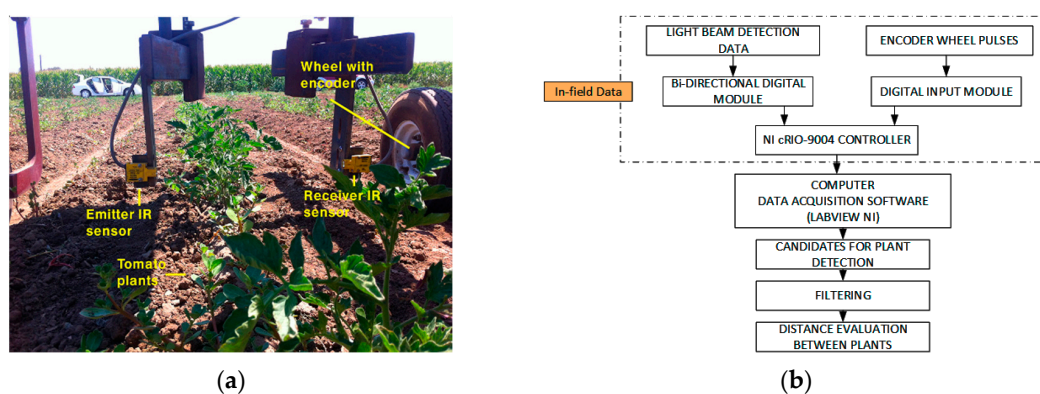 Wheel with
encoder
Emitter IR
sensor
Receiver IR
sensor
Tomato
plants
(a)
In-field Data
LIGHT BEAM DETECTION
DATA
ENCODER WHEEL PULSES
Bi-DIRECTIONAL DIGITAL
MODULE
DIGITAL INPUT MODULE
NI cRIO-9004 CONTROLLER
COMPUTER
DATA ACQUISITION SOFTWARE
(LABVIEW NI)
CANDIDATES FOR PLANT
DETECTION
FILTERING
DISTANCE EVALUATION
BETWEEN PLANTS
(b)